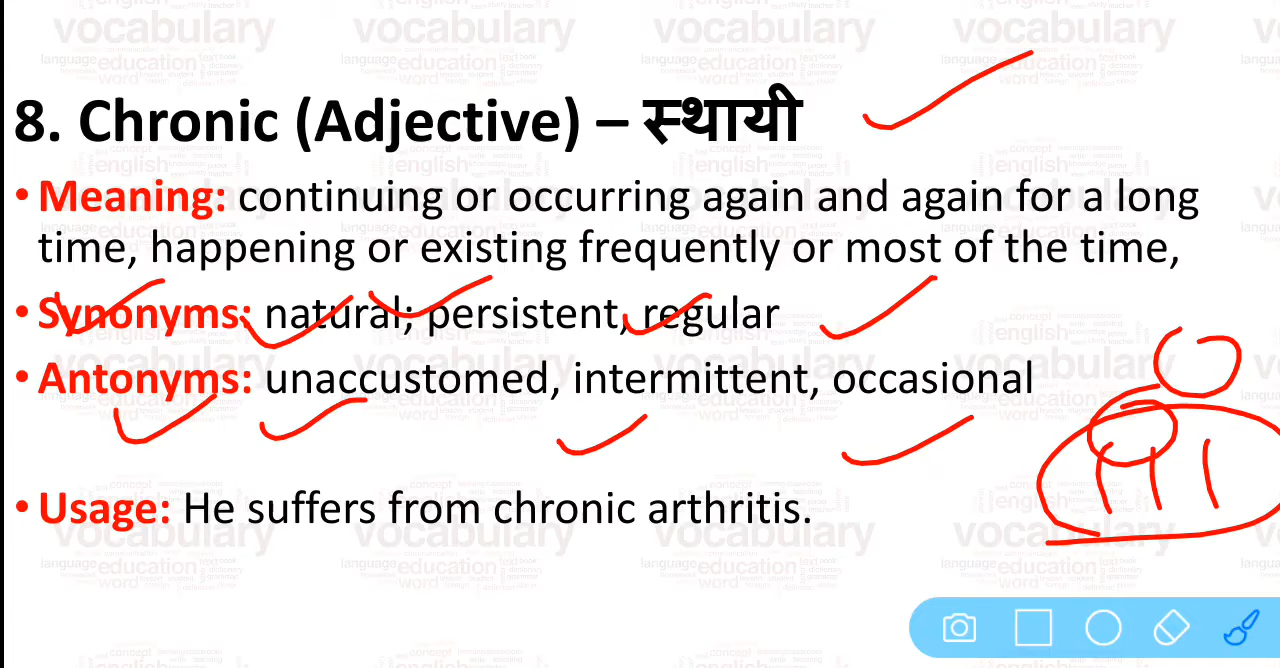 8. Chronic (Adjective) – स्थायी
• Meaning: continuing or occurring again and again for a long
time, happening or existing frequently or most of the time,
• Synonyms: natural; persistent, regular
• Antonyms: unaccustomed, intermittent, occasional
• Usage: He suffers from chronic arthritis.